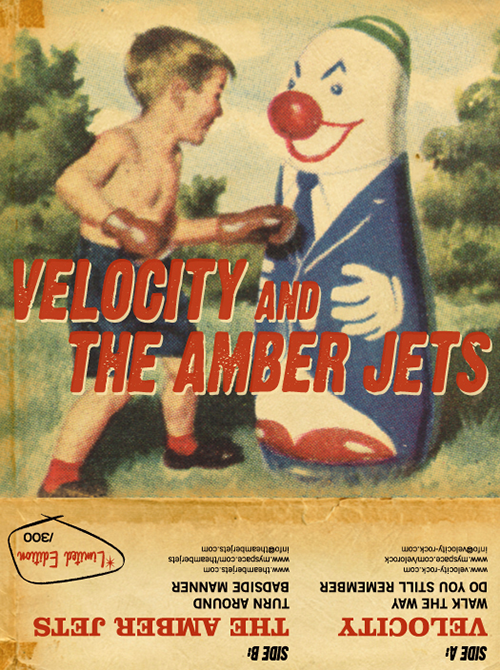 VELOCITY AND
THE AMBER JETS
SIDE A:
VELOCITY
WALK THE WAY
DO YOU STILL REMEMBER
www.velocity-rock.com
www.myspace.com/velorock
info@velocity-rock.com
SIDE B:
THE AMBER JETS
TURN AROUND
BADSIDE MANNER
www.theamberjets.com
www.myspace.com/theamberjets
info@theamberjets.com
*Limited Edition
/300